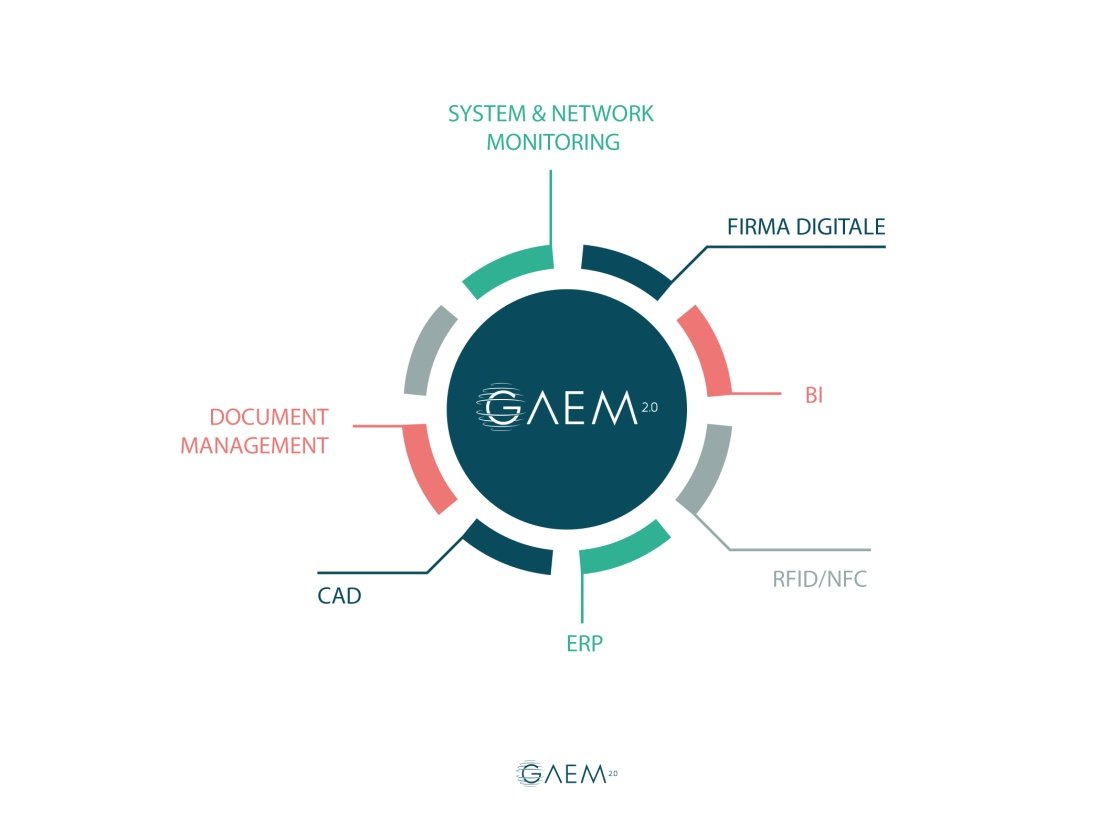 SYSTEM & NETWORK
MONITORING
FIRMA DIGITALE
BI
DOCUMENT
MANAGEMENT
GAEM 2.0
RFID/NFC
CAD
ERP
GAEM 2.0